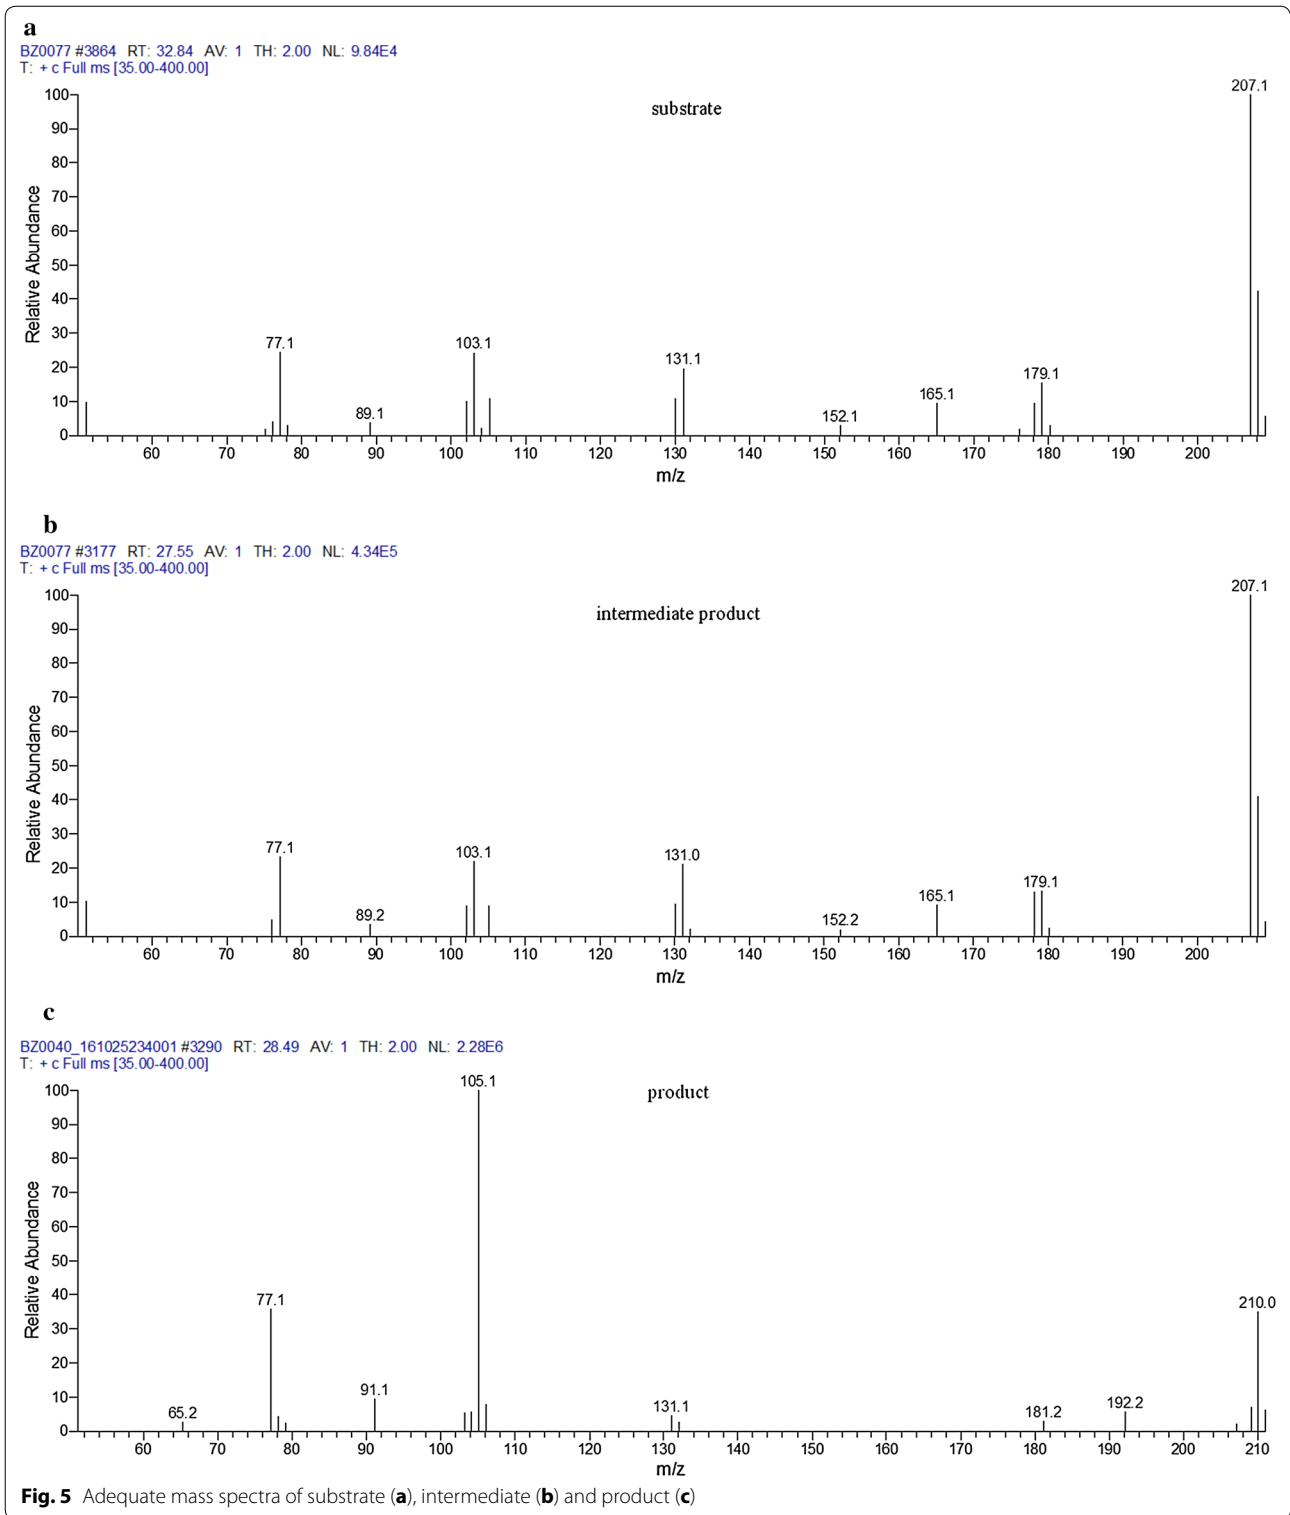 a
BZ0077 #3864 RT: 32.84 AV: 1 TH: 2.00 NL: 9.84E4
T: + c Full ms [35.00-400.00]
substrate
207.1
100
90
80
70
60
50
40
30
20
10
0
Relative Abundance
77.1
89.1
103.1
131.1
152.1
165.1
179.1
60 70 80 90 100 110 120 130 140 150 160 170 180 190 200
m/z
b
BZ0077 #3177 RT: 27.55 AV: 1 TH: 2.00 NL: 4.34E5
T: + c Full ms [35.00-400.00]
intermediate product
207.1
100
90
80
70
60
50
40
30
20
10
0
Relative Abundance
77.1
89.2
103.1
131.0
152.2
165.1
179.1
60 70 80 90 100 110 120 130 140 150 160 170 180 190 200
m/z
c
BZ0040_161025234001 #3290 RT: 28.49 AV: 1 TH: 2.00 NL: 2.28E6
T: + c Full ms [35.00-400.00]
105.1
product
100
90
80
70
60
50
40
30
20
10
0
Relative Abundance
65.2
77.1
91.1
131.1
181.2
192.2
210.0
60 70 80 90 100 110 120 130 140 150 160 170 180 190 200 210
m/z
Fig. 5 Adequate mass spectra of substrate (a), intermediate (b) and product (c)